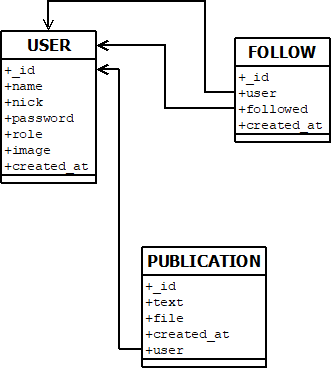 USER
+_id
+name
+nick
+password
+role
+image
+created_at
FOLLOW
+_id
+user
+followed
+created_at
PUBLICATION
+_id
+text
+file
+created_at
+user